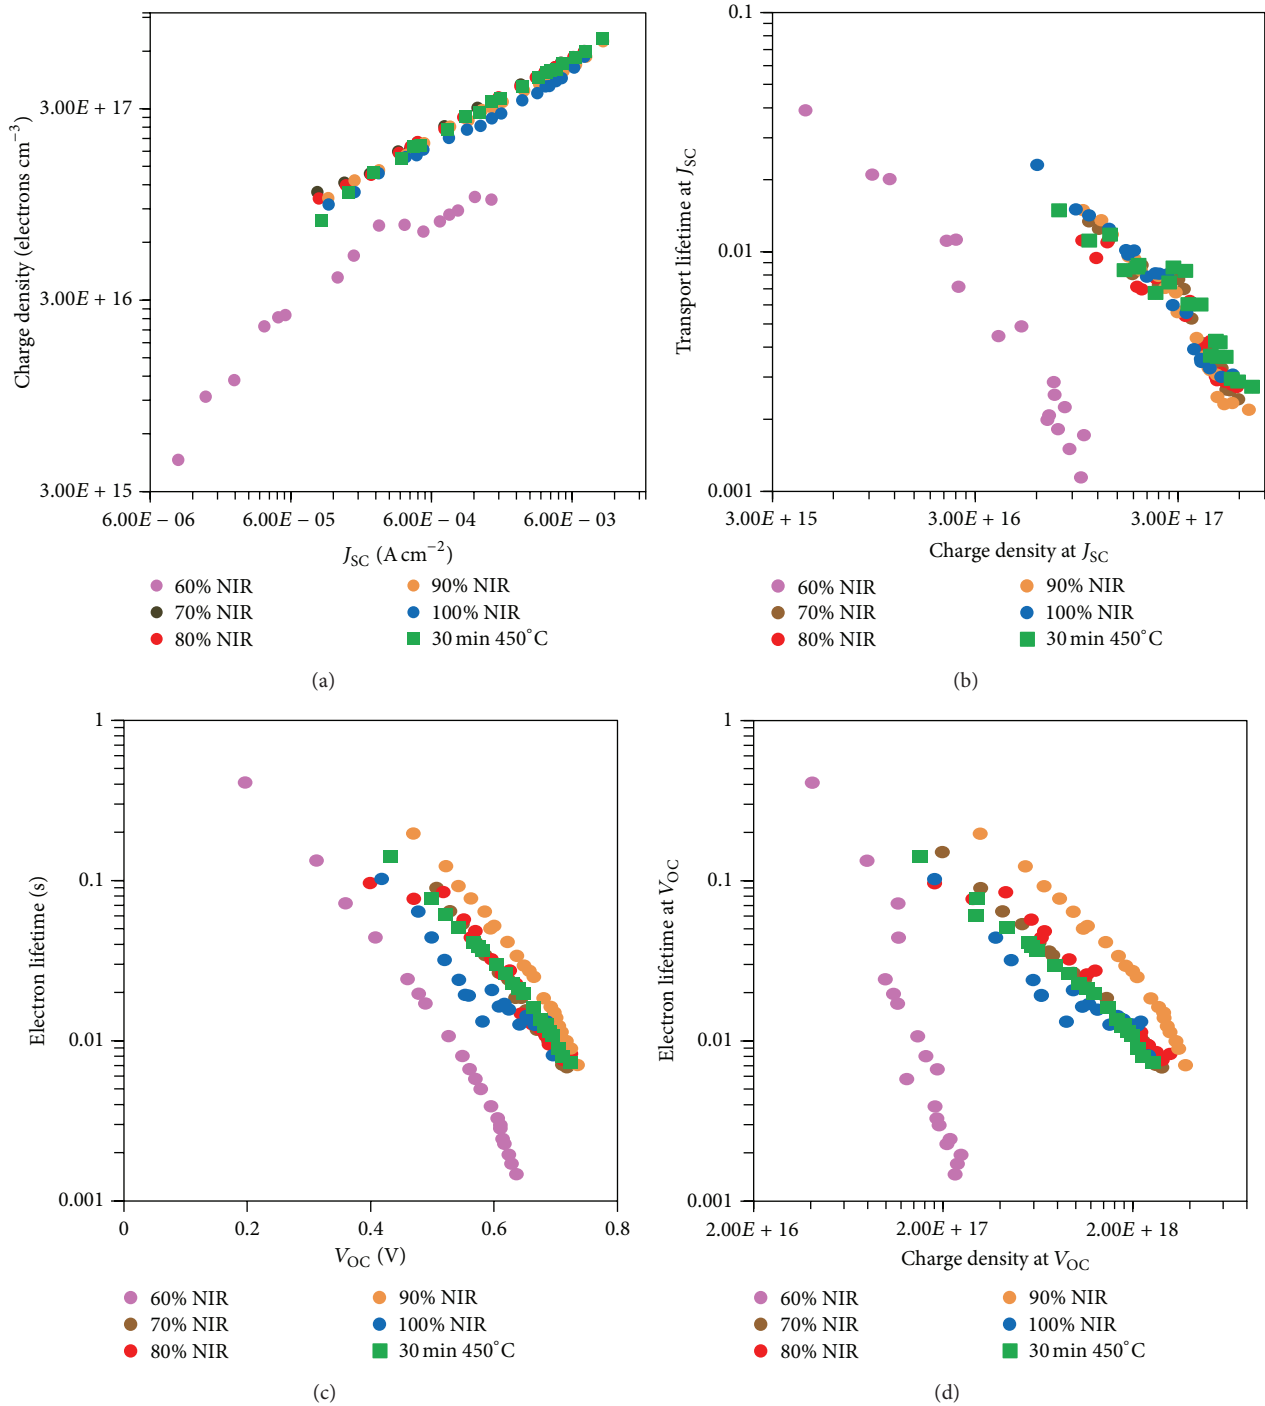 Charge density (electrons cm−3)
3.00E + 17
3.00E + 16
3.00E + 15
6.00E − 06
6.00E − 05
6.00E − 04
6.00E − 03
JSC (A cm−2)
60% NIR
70% NIR
80% NIR
90% NIR
100% NIR
30 min 450°C
(a)
Transport lifetime at JSC
0.1
0.01
0.001
3.00E + 15
3.00E + 16
3.00E + 17
Charge density at JSC
60% NIR
70% NIR
80% NIR
90% NIR
100% NIR
30 min 450°C
(b)
Electron lifetime (s)
1
0.1
0.01
0.001
0
0.2
0.4
0.6
0.8
VOC (V)
60% NIR
70% NIR
80% NIR
90% NIR
100% NIR
30 min 450°C
(c)
Electron lifetime at VOC
1
0.1
0.01
0.001
2.00E + 16
2.00E + 17
2.00E + 18
Charge density at VOC
60% NIR
70% NIR
80% NIR
90% NIR
100% NIR
30 min 450°C
(d)